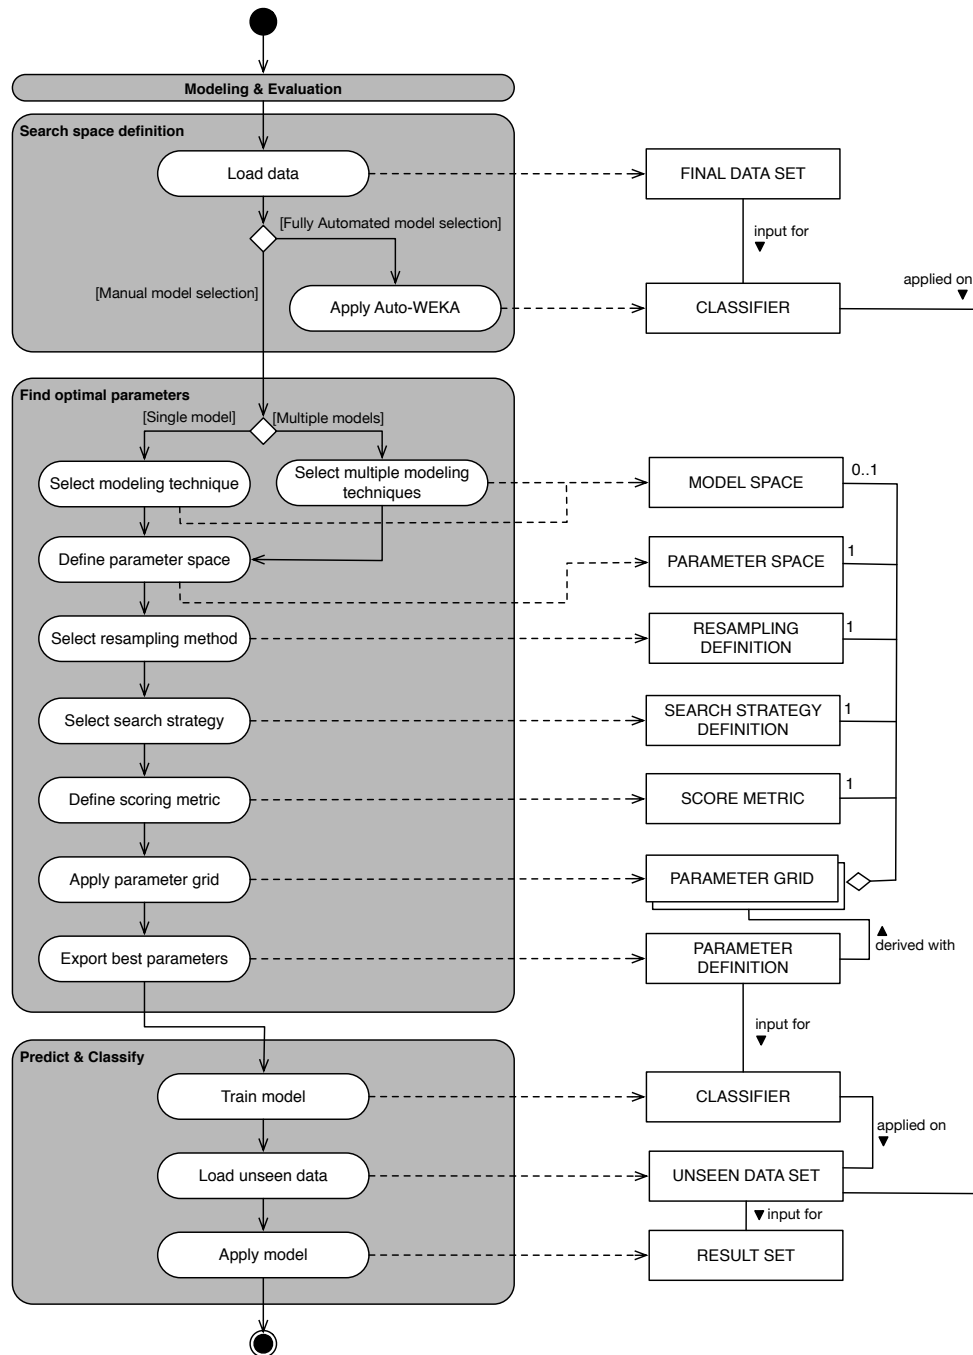 Modeling & Evaluation
Search space definition
Load data
FINAL DATA SET
[Fully Automated model selection]
input for
[Manual model selection]
applied on
Apply Auto-WEKA
CLASSIFIER
Find optimal parameters
[Single model]
[Multiple models]
Select modeling technique
Select multiple modeling
techniques
MODEL SPACE
0..1
Define parameter space
PARAMETER SPACE
1
Select resampling method
RESAMPLING
DEFINITION
1
Select search strategy
SEARCH STRATEGY
DEFINITION
1
Define scoring metric
SCORE METRIC
1
Apply parameter grid
PARAMETER GRID
derived with
Export best parameters
PARAMETER
DEFINITION
input for
Predict & Classify
Train model
CLASSIFIER
applied on
Load unseen data
UNSEEN DATA SET
input for
Apply model
RESULT SET